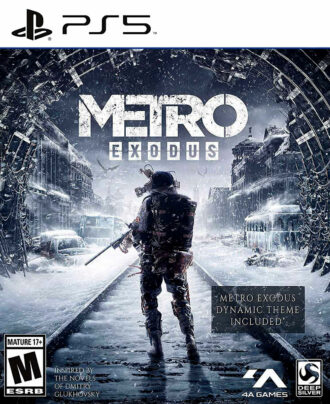 PS5
METRO
EXODUS
"METRO EXODUS
DYNAMIC THEME
INCLUDED"
MATURE 17+
M
ESRB
INSPIRED BY
THE NOVELS
OF DMITRY
GLUKHOVSKY
4A GAMES
DEEP
SILVER